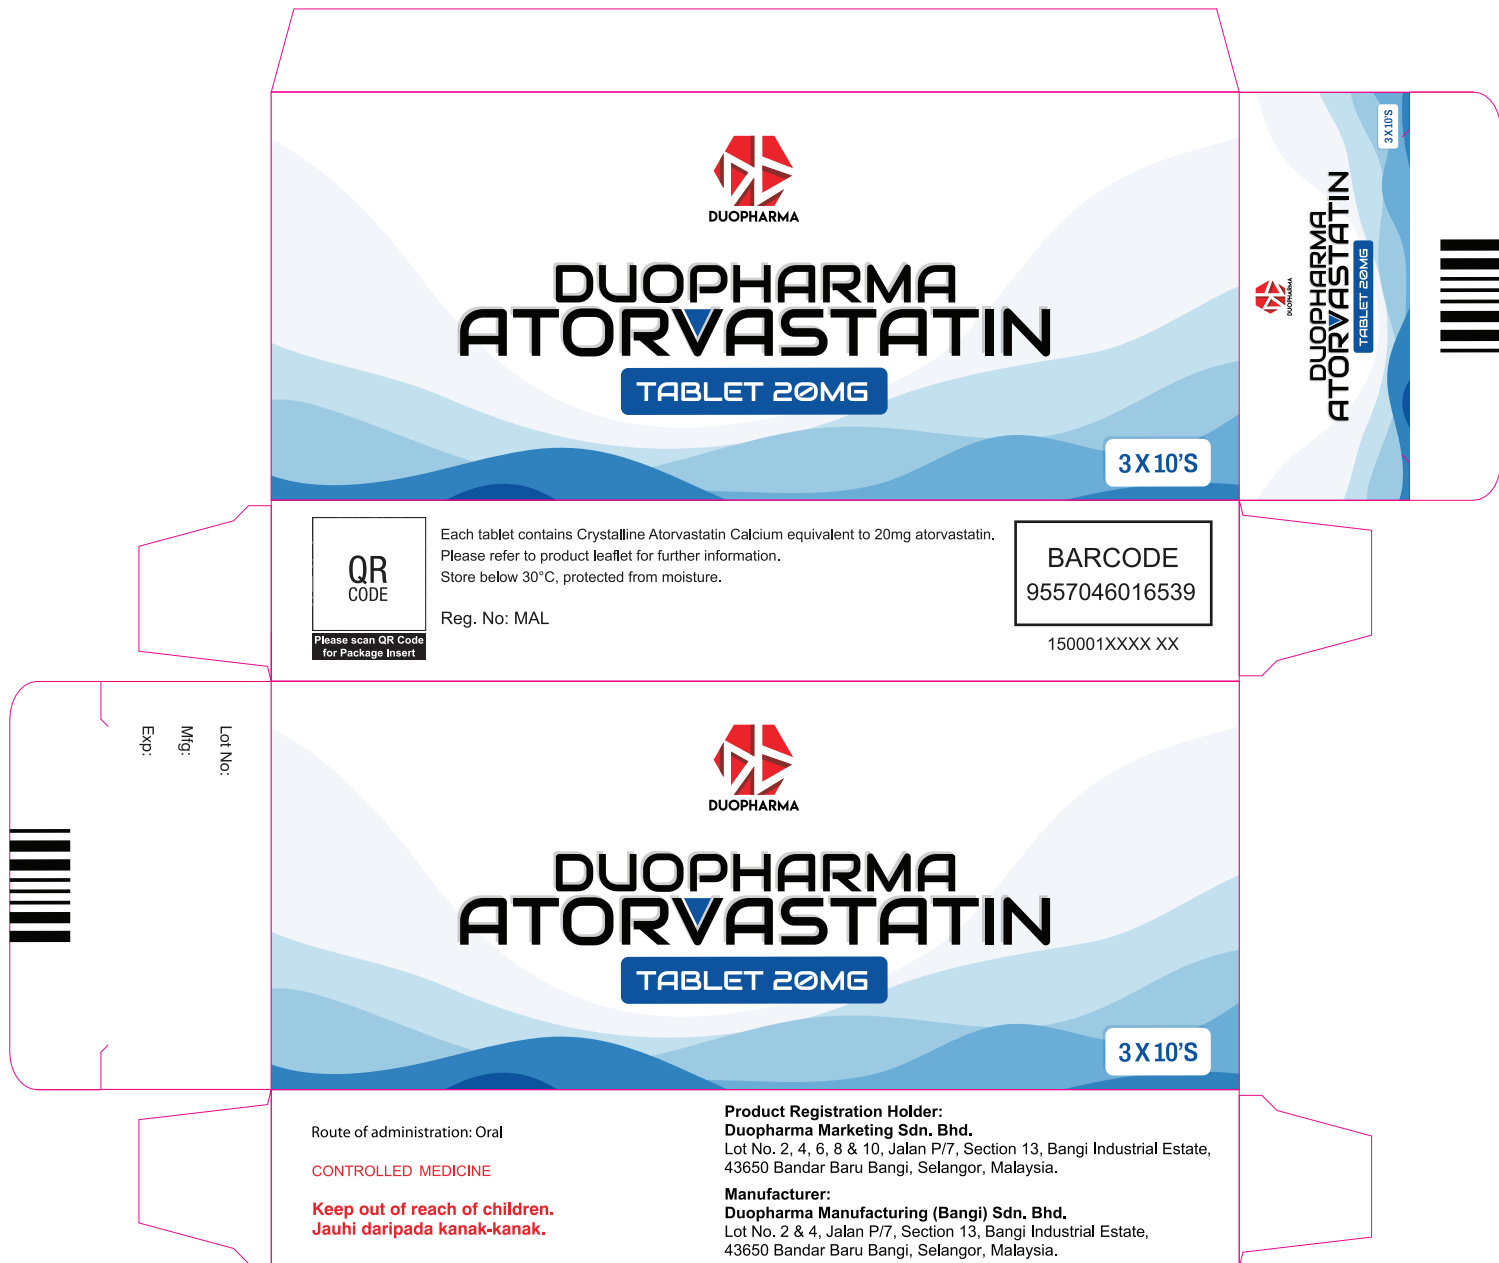 DUOPHARMA
DUOPHARMA
ATORVASTATIN
TABLET 20MG
3 X 10'S
DUOPHARMA
DUOPHARMA
ATORVASTATIN
TABLET 20MG
3 X 10'S
QR
CODE
Please scan QR Code
for Package Insert
Each tablet contains Crystalline Atorvastatin Calcium equivalent to 20mg atorvastatin.
Please refer to product leaflet for further information.
Store below 30°C, protected from moisture.
Reg. No: MAL
BARCODE
9557046016539
150001XXXX XX
Lot No:
Mfg:
Exp:
DUOPHARMA
DUOPHARMA
ATORVASTATIN
TABLET 20MG
3 X 10'S
Route of administration: Oral
CONTROLLED MEDICINE
Keep out of reach of children.
Jauhi daripada kanak-kanak.
Product Registration Holder:
Duopharma Marketing Sdn. Bhd.
Lot No. 2, 4, 6, 8 & 10, Jalan P/7, Section 13, Bangi Industrial Estate,
43650 Bandar Baru Bangi, Selangor, Malaysia.
Manufacturer:
Duopharma Manufacturing (Bangi) Sdn. Bhd.
Lot No. 2 & 4, Jalan P/7, Section 13, Bangi Industrial Estate,
43650 Bandar Baru Bangi, Selangor, Malaysia.